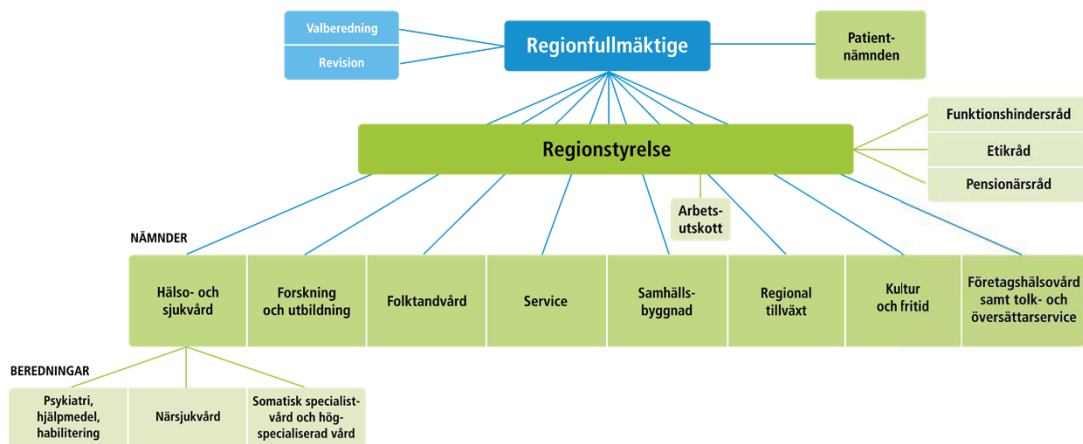 Valberedning
Revision
Regionfullmäktige
Patient-
nämnden
Regionstyrelse
Funktionshindersråd
Etikråd
Pensionärsråd
Arbets-
utskott
NÄMNDER
Hälso- och
sjukvård
Forskning
och utbildning
Folktandvård
Service
Samhälls-
byggnad
Regional
tillväxt
Kultur
och fritid
Företagshälsovård
samt tolk- och
översättarservice
BEREDNINGAR
Psykiatri,
hjälpmedel,
habilitering
Närsjukvård
Somatisk specialist-
vård och hög-
specialiserad vård